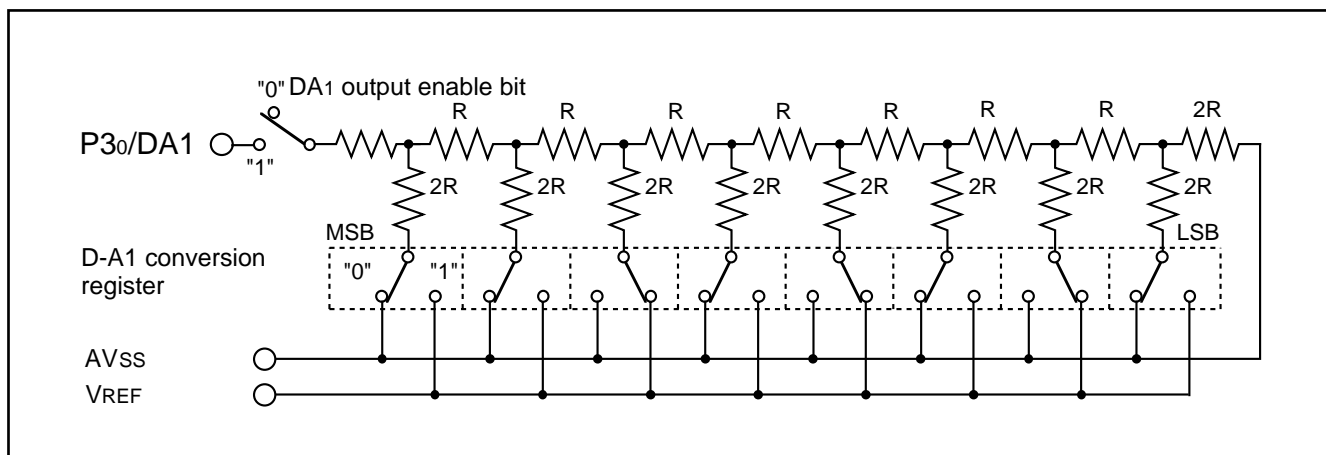 "0" DA1 output enable bit
R R R R R R R 2R
P30/DA1
"1"
2R 2R 2R 2R 2R 2R 2R 2R
MSB LSB
D-A1 conversion
register
"0" "1"
AVSS
VREF